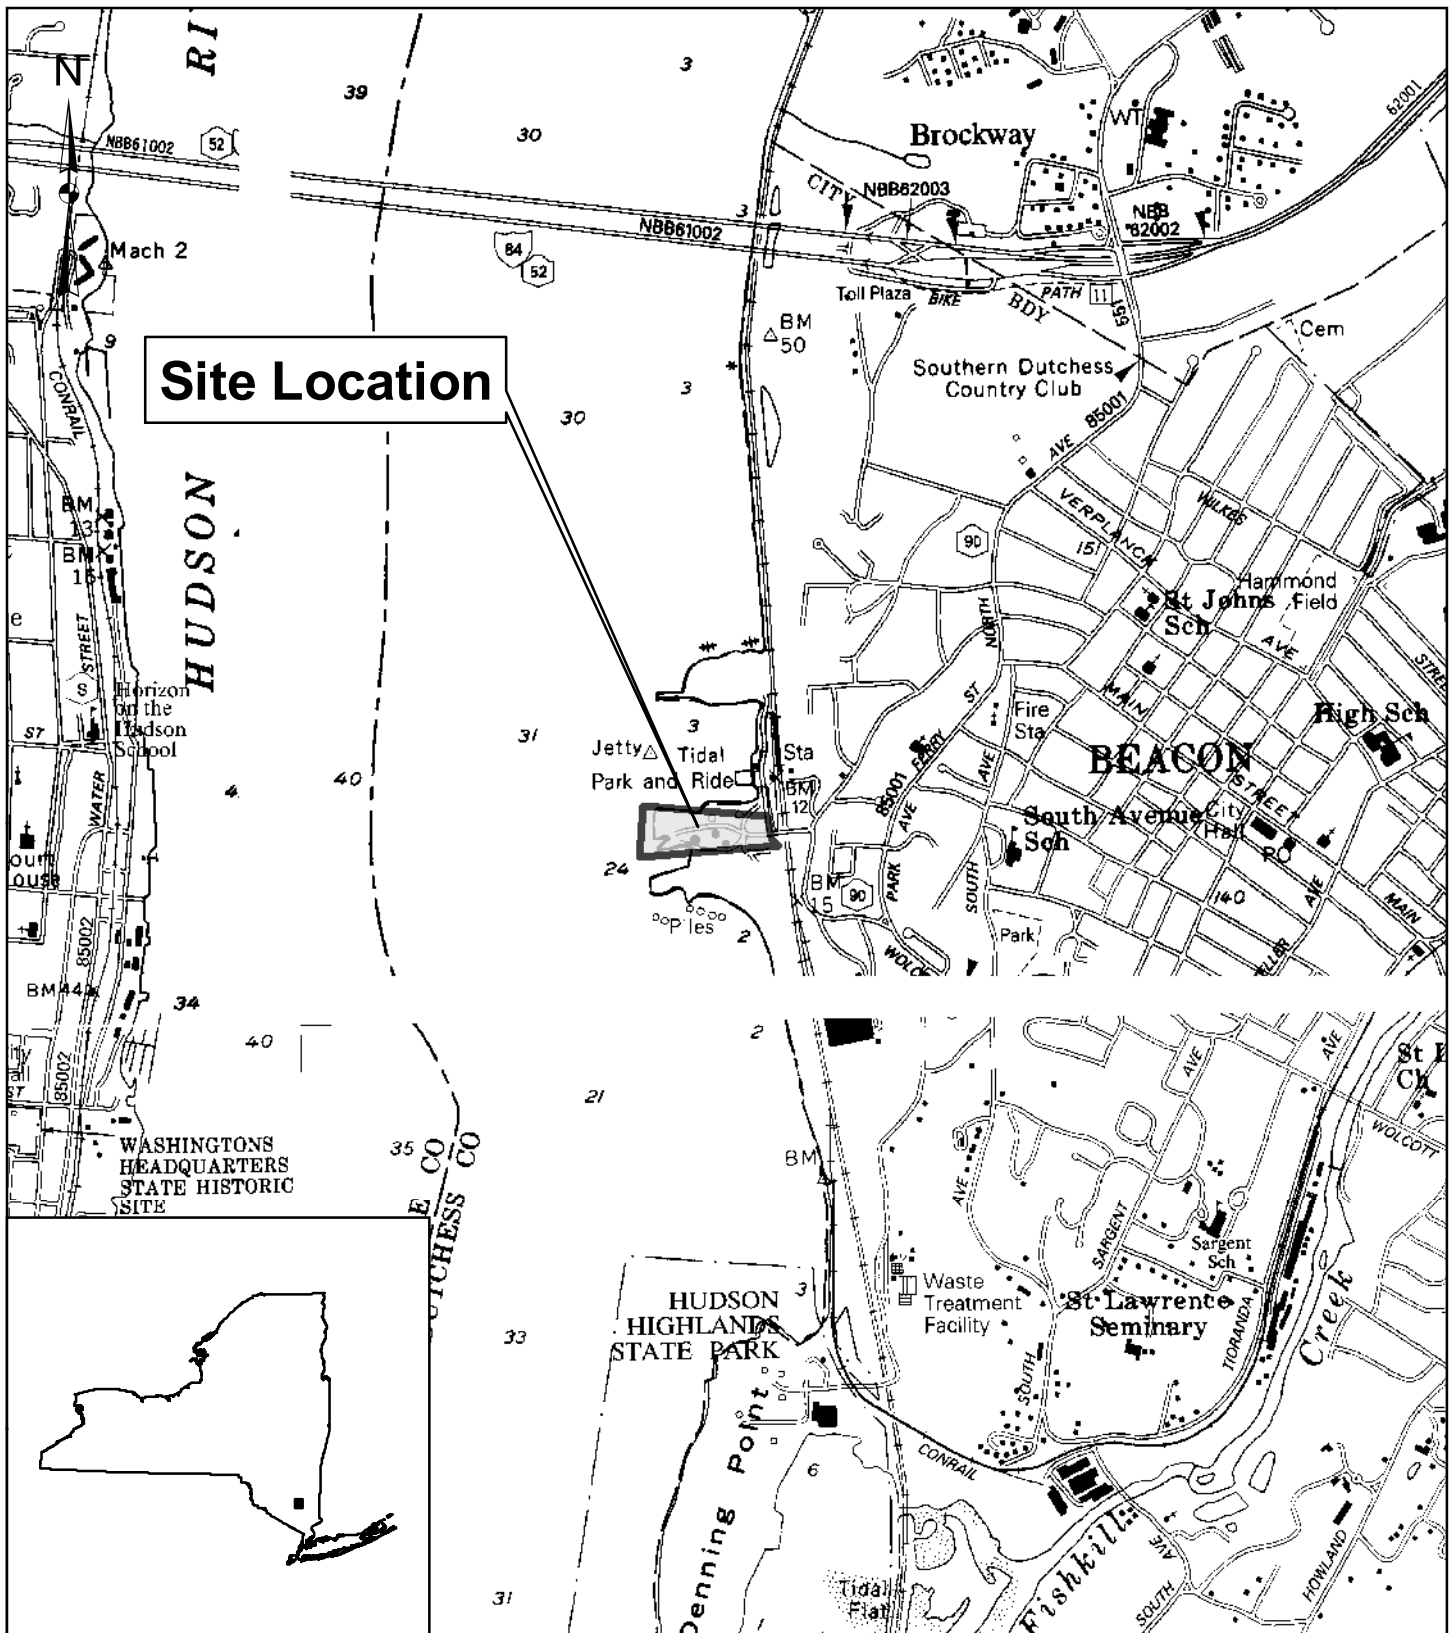 RI
N
39
3
30
Brockway
WT
62001
NBB61002
52
CITY
NBB62003
3
NBB61002
NBB
82002
84
52
Mach 2
Toll Plaza
BIKE
PATH
11
BDY
BM
50
Cem
9
CONRAIL
Site Location
3
30
Southern Dutchess
Country Club
AVE
85001
HUDSON
BM
13
BM
VERPLANCK
WILKES
90
151
Hammond
Field
e
STREET
St Johns
Sch
NORTH
AVE
S
Horizon
on the
Hudson
School
MAIN
ST
3
Fire
Sta
High Sch
ST
31
Jetty
Tidal
Park and Ride
Sta
FERRY
BEACON
AVE
40
4
WATER
BM
12
85001
AVE
STREET
South Avenue
Sch
City
Hall
PO
24
BM
15
90
PARK
SOUTH
140
AVE
MAIN
Piles
2
Park
85002
BM 44
34
40
2
AVE
AVE
85002
ST
21
WOLCOTT
WASHINGTONS
HEADQUARTERS
STATE HISTORIC
SITE
35
E CO
UTCHESS CO
BM
AVE
SARGENT
Sargent
Sch
3
HUDSON
HIGHLANDS
STATE PARK
Waste
Treatment
Facility
St Lawrence
Seminary
TIORANDA
Creek
33
SOUTH
Denning Point
CONRAIL
6
31
Tidal
Flat
Fishkill
AVE
SOUTH
HOWLAND